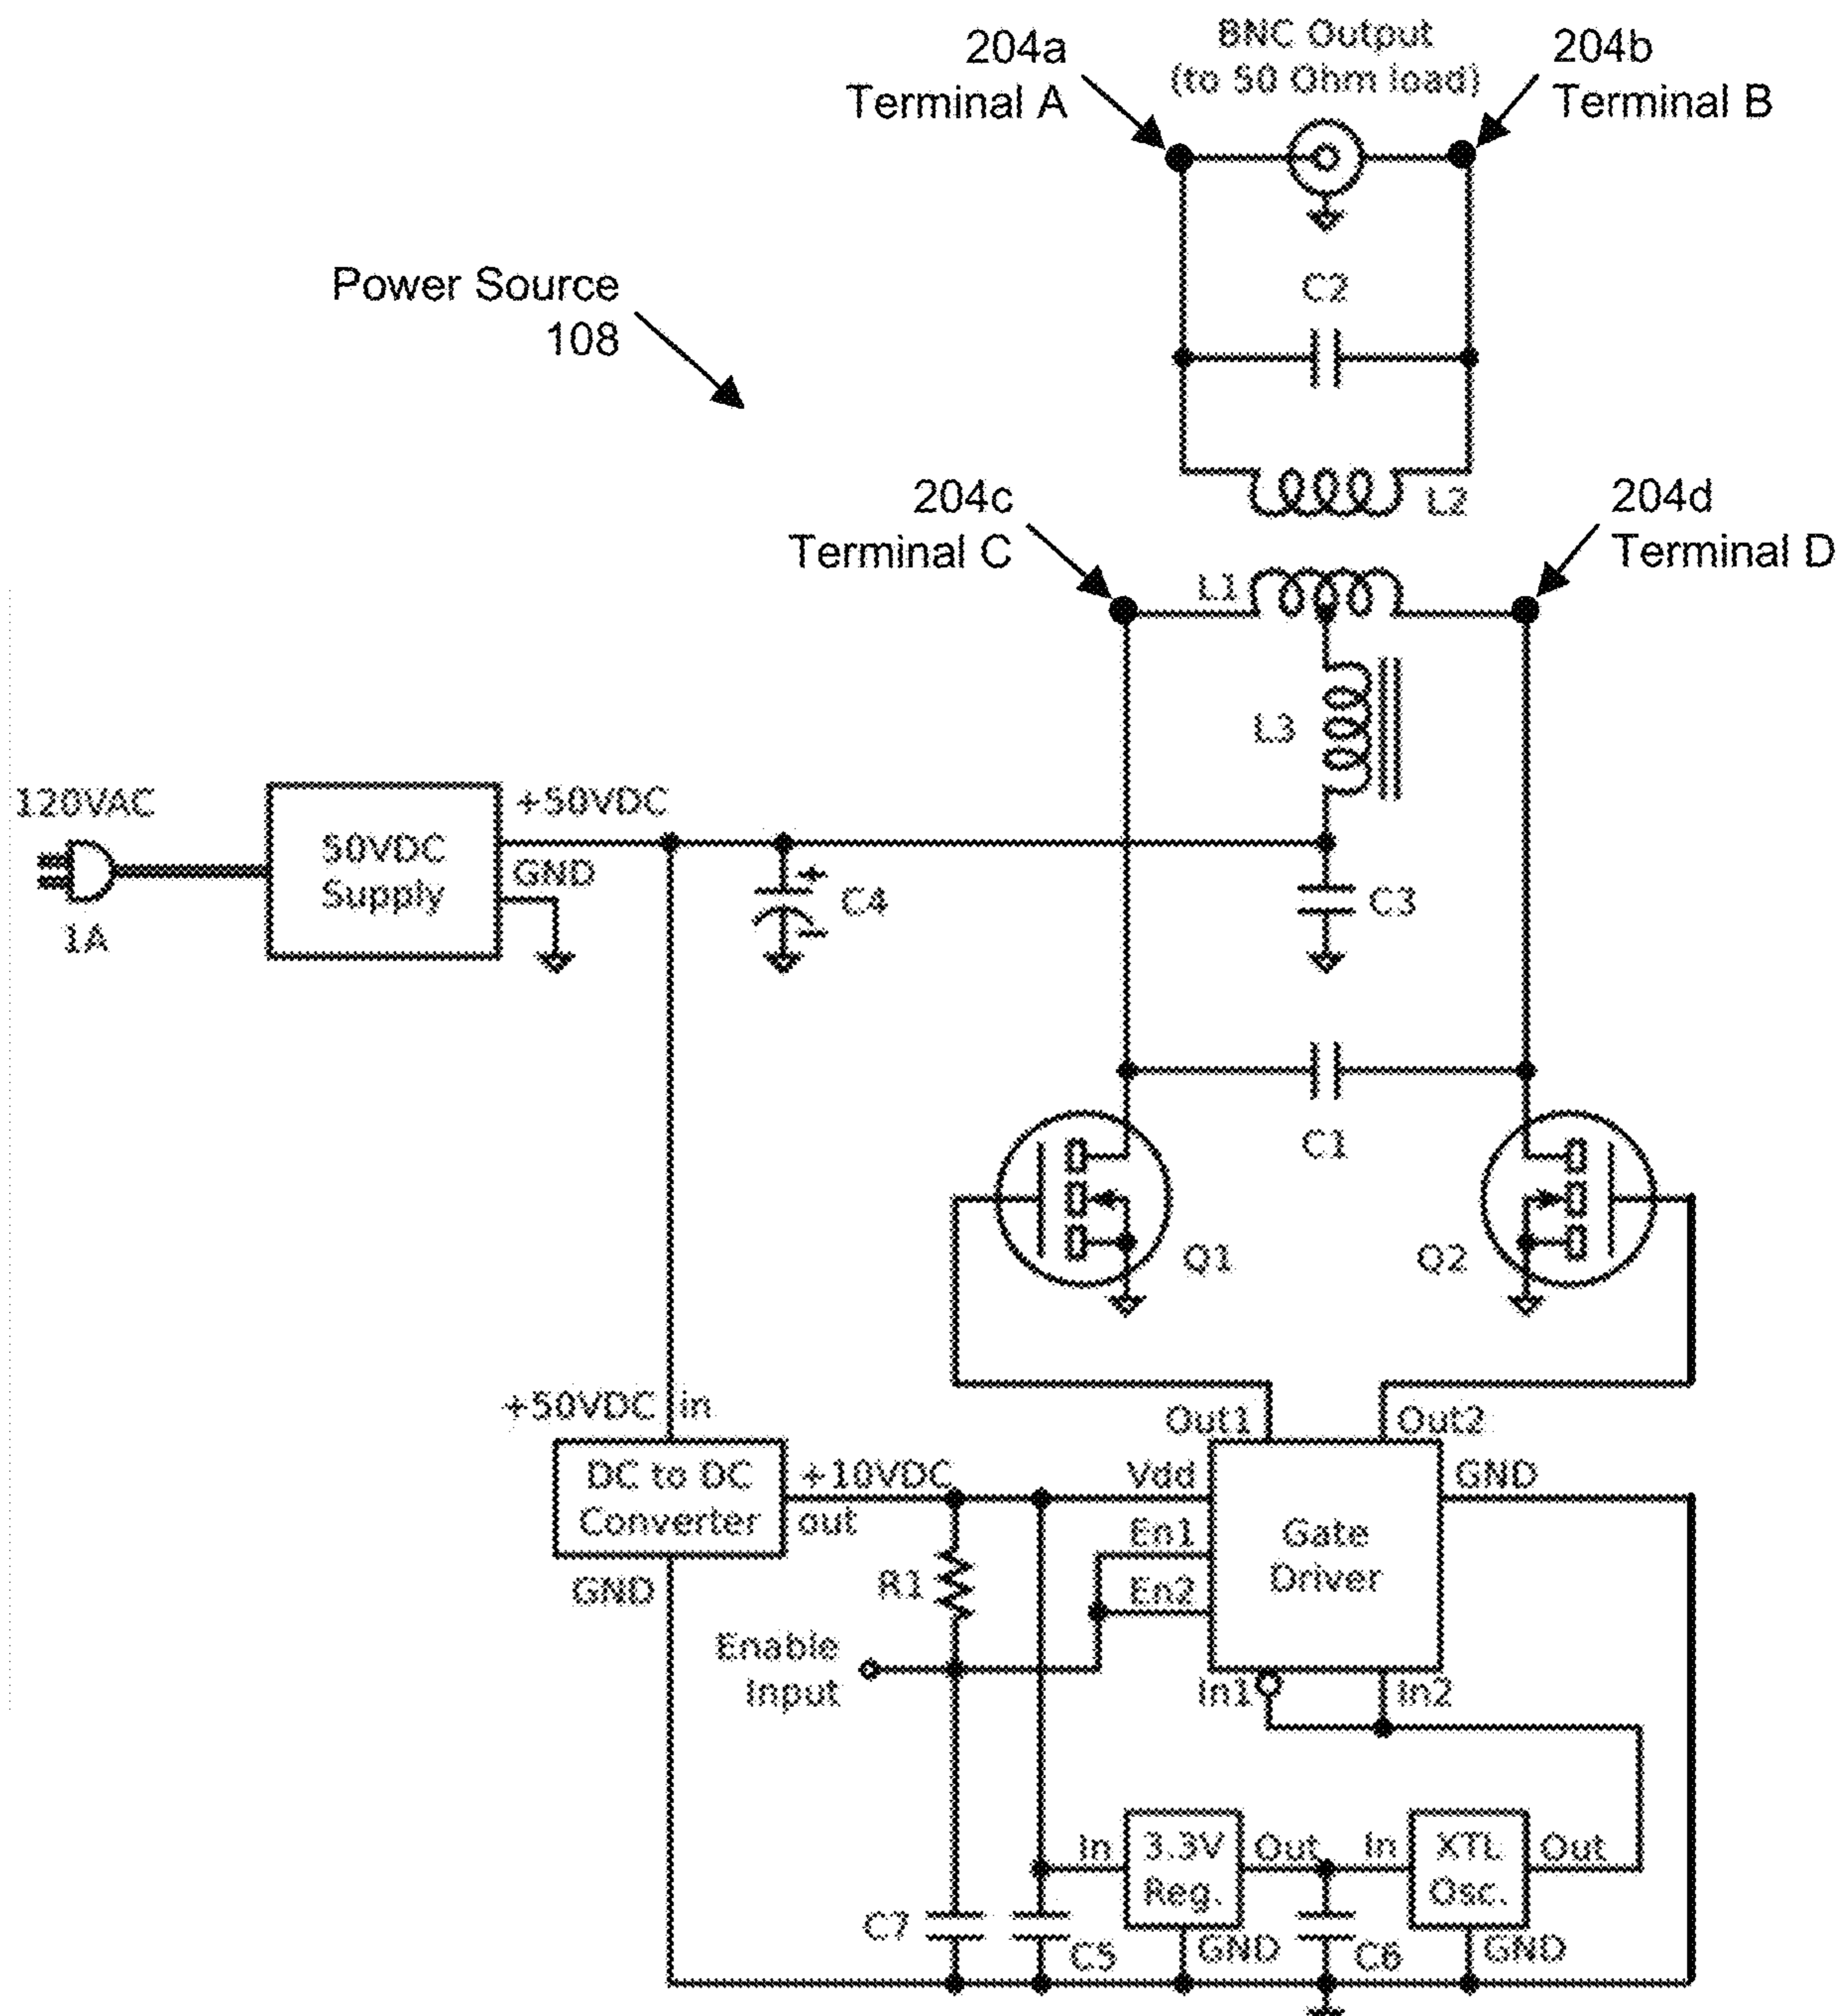 204a
Terminal A
BNC Output
(to 50 Ohm load)
204b
Terminal B
Power Source
108
C2
L2
204c
Terminal C
204d
Terminal D
L1
L3
120VAC
1A
50VDC
Supply
+50VDC
GND
C4
C3
C1
Q1
Q2
+50VDC in
Out1
Out2
DC to DC
Converter
+10VDC
out
GND
Vdd
En1
En2
Gate
Driver
GND
R1
Enable
Input
In1
In2
In
3.3V
Reg.
Out
In
XTL
Osc.
Out
C7
C5
GND
C6
GND